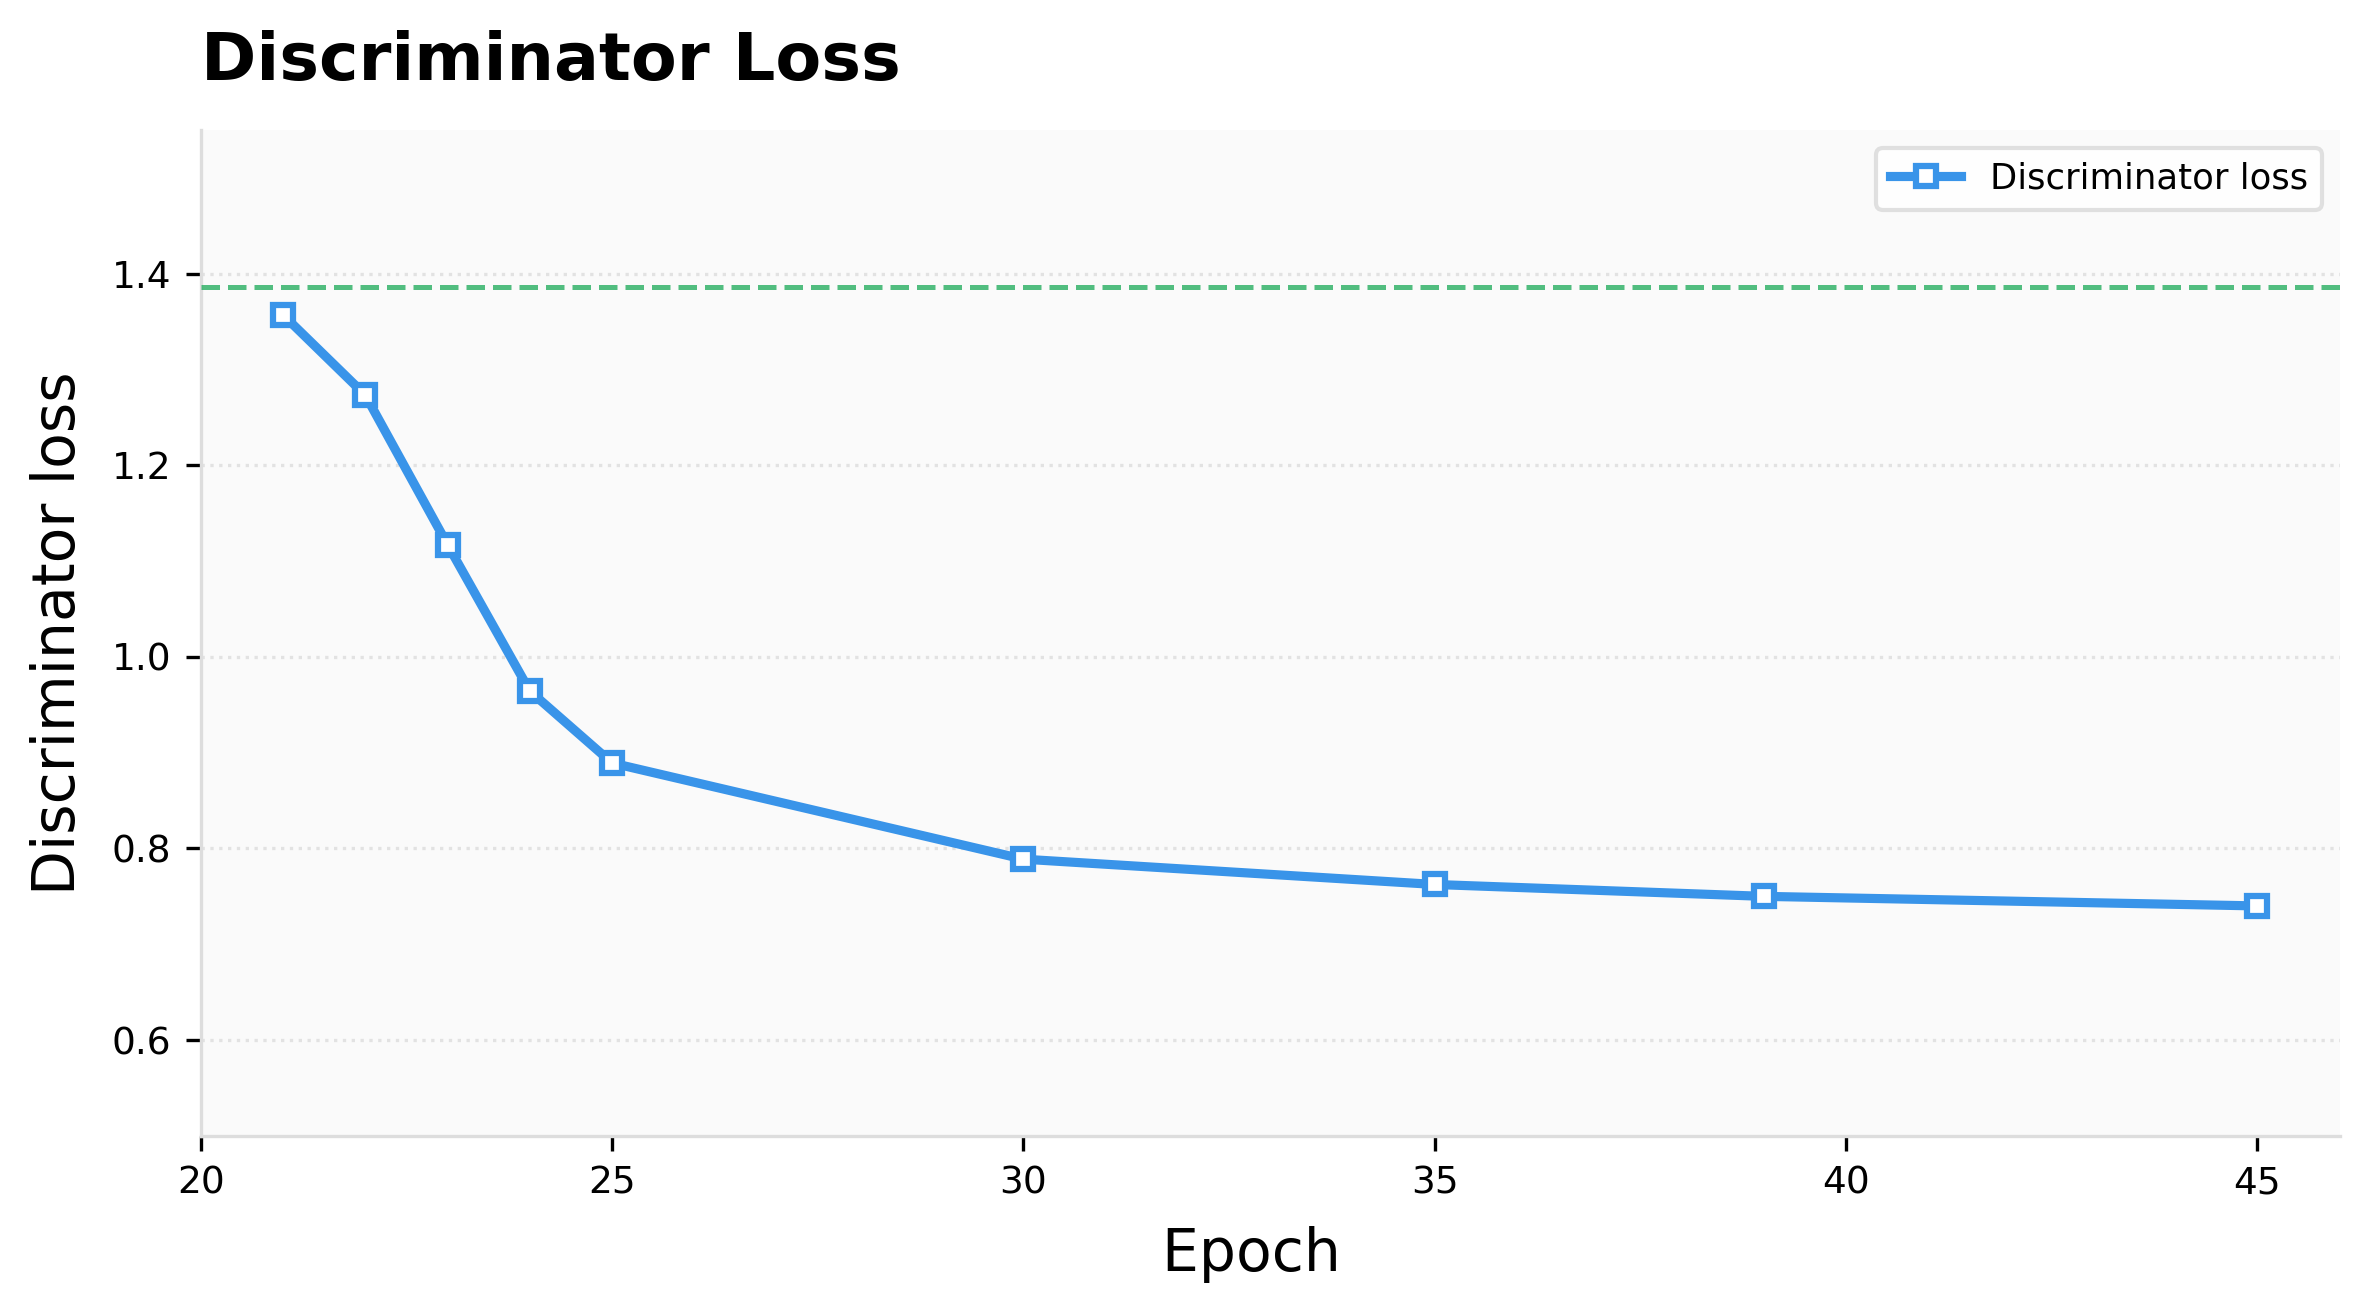 Discriminator Loss
Discriminator loss
1.4
1.2
1.0
0.8
0.6
Discriminator loss
20 25 30 35 40 45
Epoch